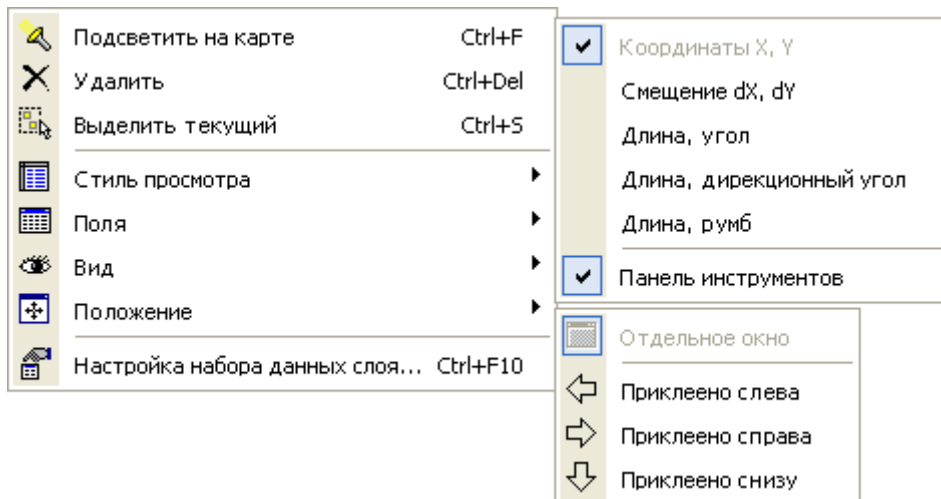 Подсветить на карте Ctrl+F
Удалить Ctrl+Del
Выделить текущий Ctrl+S
Стиль просмотра
Поля
Вид
Положение
Настройка набора данных слоя... Ctrl+F10
Координаты X, Y
Смещение dX, dY
Длина, угол
Длина, дирекционный угол
Длина, румб
Панель инструментов
Отдельное окно
Приклеено слева
Приклеено справа
Приклеено снизу